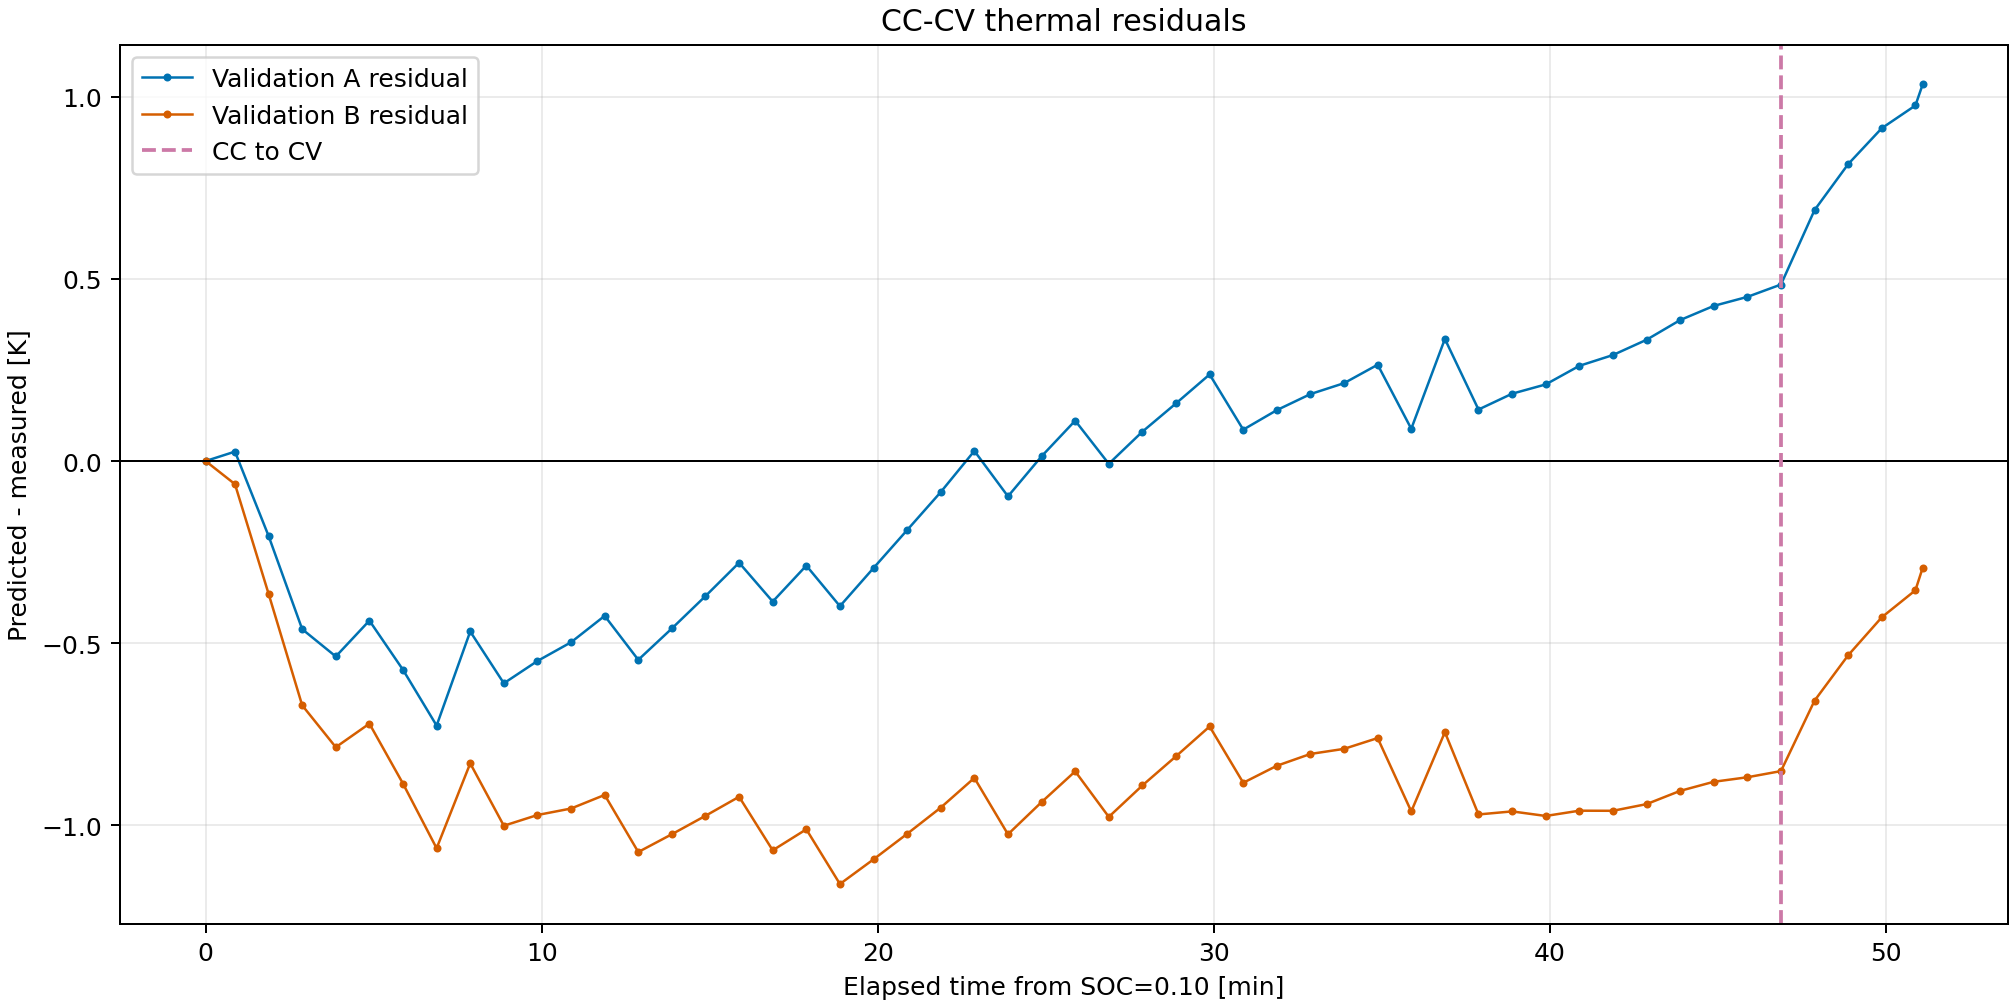 CC-CV thermal residuals
Validation A residual
Validation B residual
CC to CV
Predicted - measured [K]
1.0
0.5
0.0
−0.5
−1.0
0
10
20
30
40
50
Elapsed time from SOC=0.10 [min]